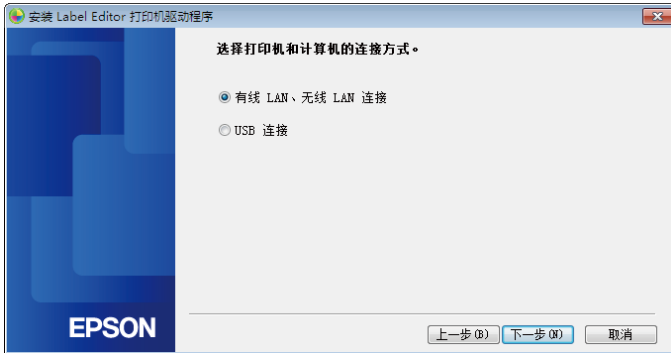 安装 Label Editor 打印机驱动程序
选择打印机和计算机的连接方式。
有线 LAN、无线 LAN 连接
USB 连接
EPSON
上一步(B) 下一步(N) 取消